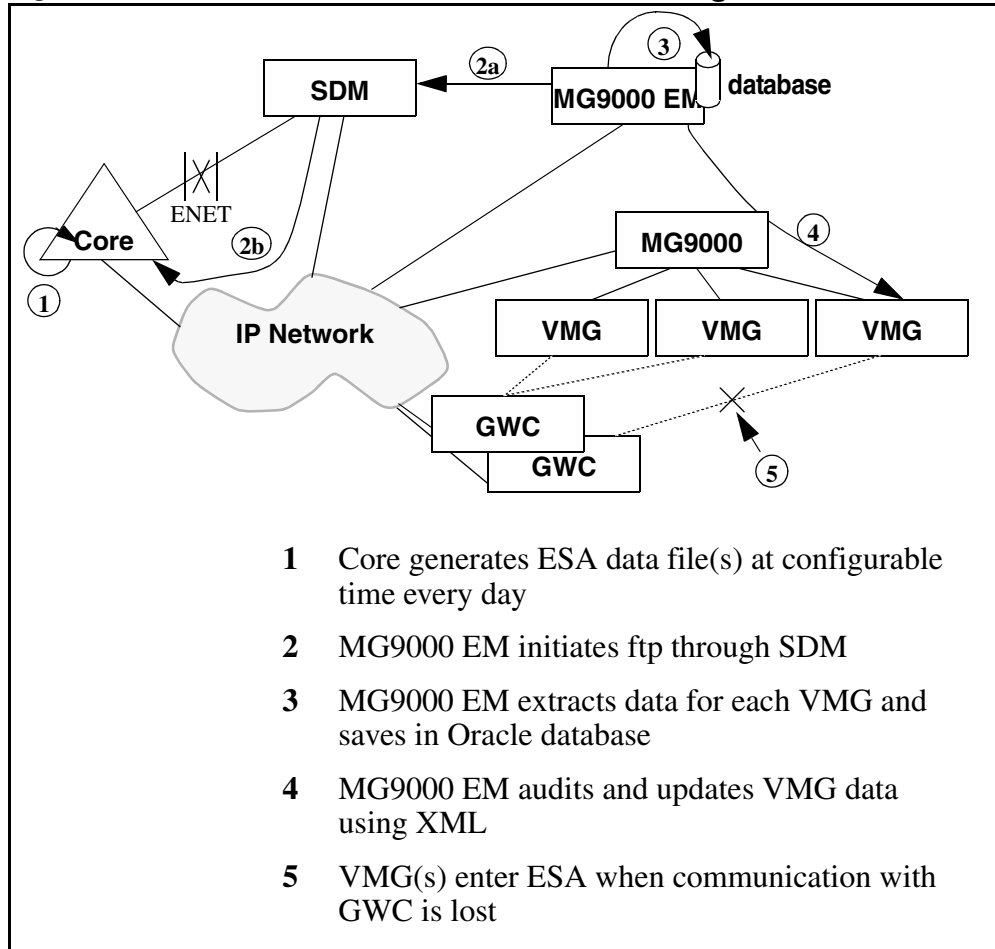 3
2a
SDM
MG9000 EM
database
ENET
Core
2b
MG9000
4
1
IP Network
VMG
VMG
VMG
GWC
GWC
5
1 Core generates ESA data file(s) at configurable
time every day
2 MG9000 EM initiates ftp through SDM
3 MG9000 EM extracts data for each VMG and
saves in Oracle database
4 MG9000 EM audits and updates VMG data
using XML
5 VMG(s) enter ESA when communication with
GWC is lost